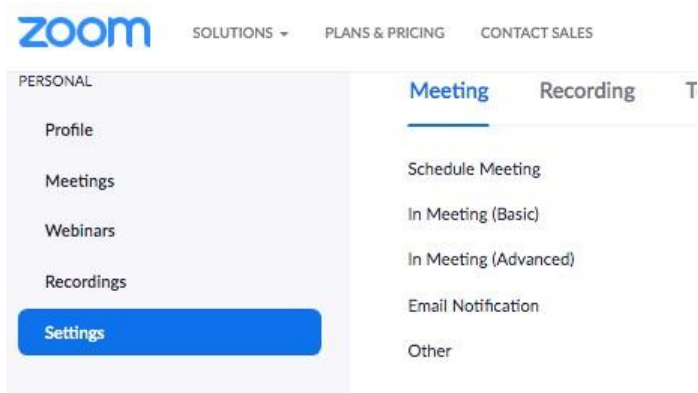 zoom SOLUTIONS PLANS & PRICING CONTACT SALES
PERSONAL
Profile
Meetings
Webinars
Recordings
Settings
Meeting Recording
Schedule Meeting
In Meeting (Basic)
In Meeting (Advanced)
Email Notification
Other